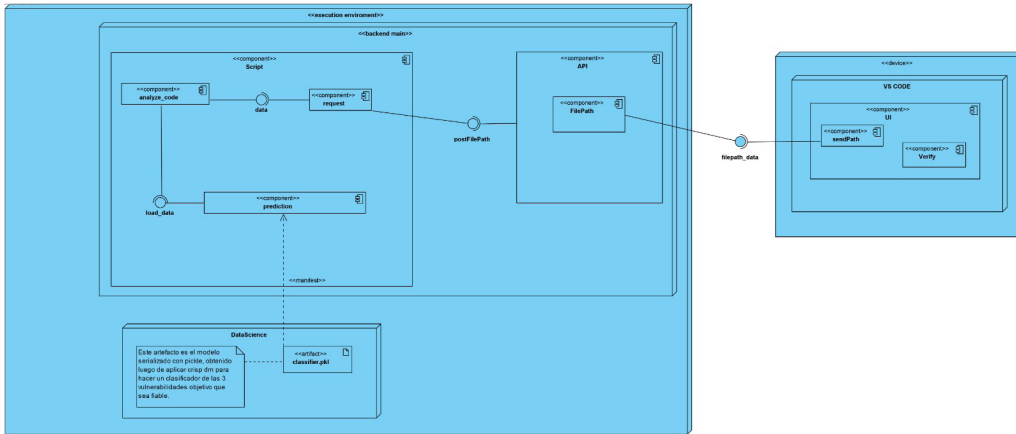 <<execution enviroment>>
<<backend main>>
<<component>>
Script
<<component>>
analyze_code
data
<<component>>
request
load_data
<<component>>
prediction
<<manifest>>
postFilePath
<<component>>
API
<<component>>
FilePath
filepath_data
<<device>>
VS CODE
<<component>>
UI
<<component>>
sendPath
<<component>>
Verify
DataScience
Este artefacto es el modelo
serializado con pickle, obtenido
luego de aplicar crisp dm para
hacer un clasificador de las 3
vulnerabilidades objetivo que
sea fiable.
<<artifact>>
classifier.pkl